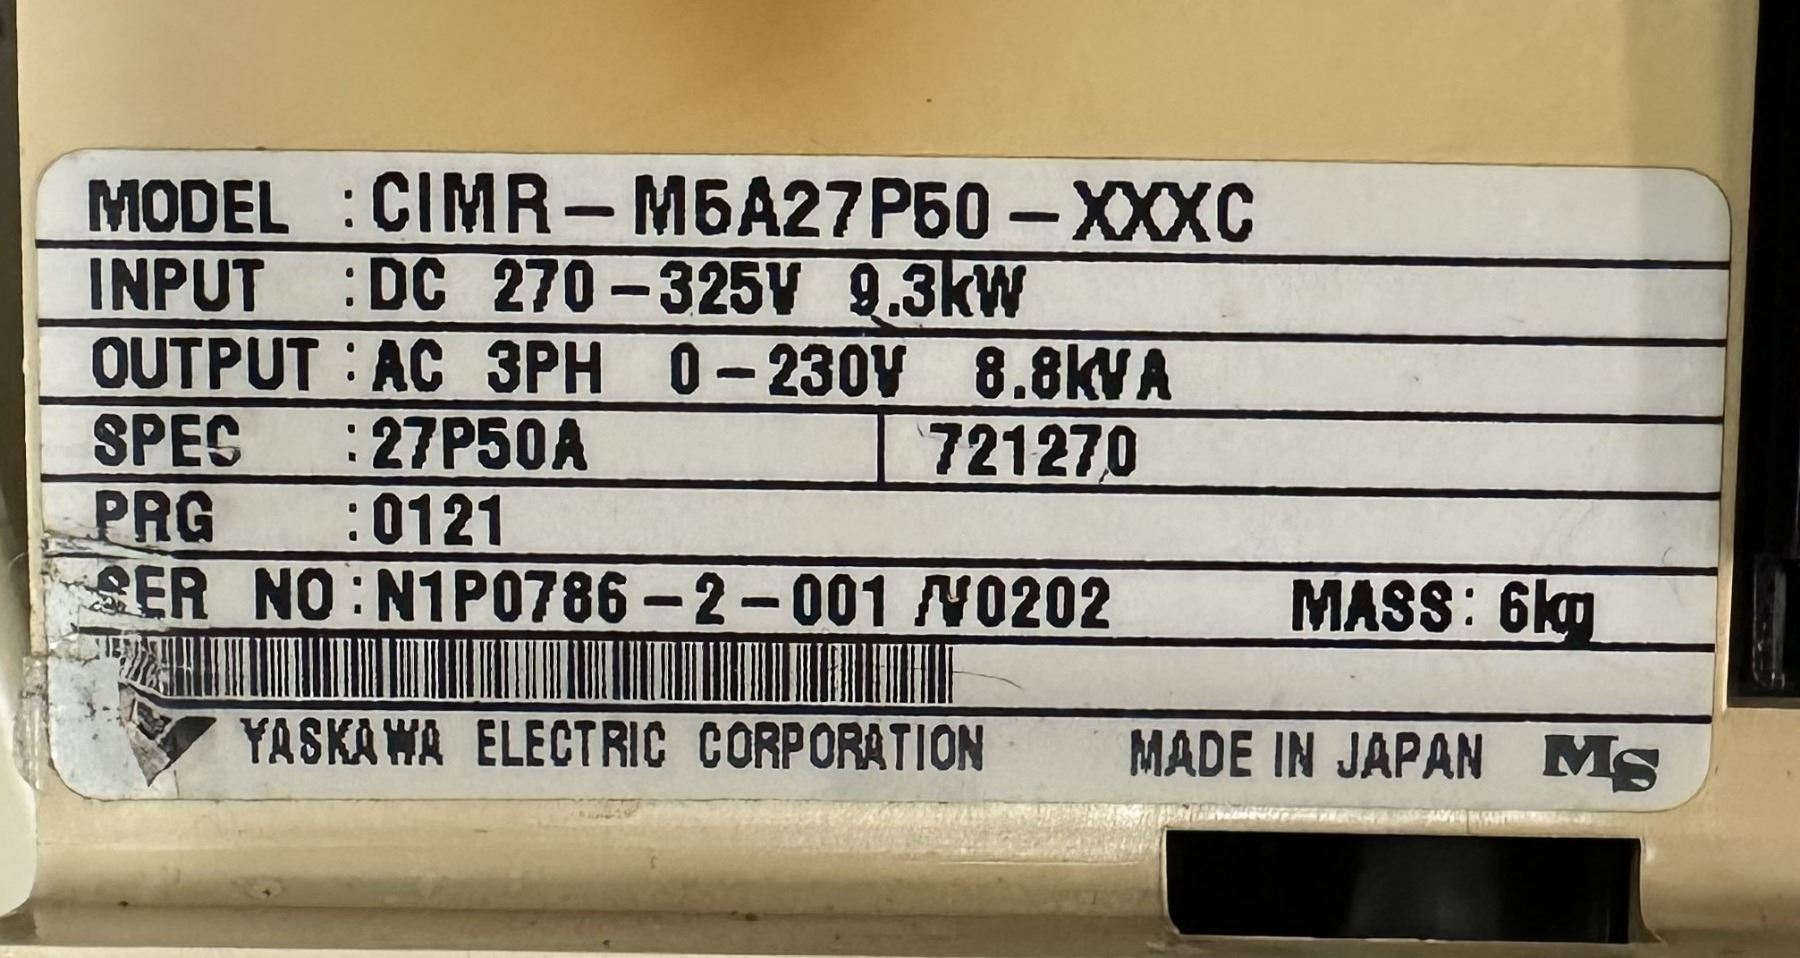 MODEL : CIMR-M5A27P50-XXXC
INPUT : DC 270-325V 9.3kW
OUTPUT : AC 3PH 0-230V 8.8kVA
SPEC : 27P50A 721270
PRG : 0121
SER NO : N1P0786-2-001 /V0202 MASS: 6kg
YASKAWA ELECTRIC CORPORATION MADE IN JAPAN MS